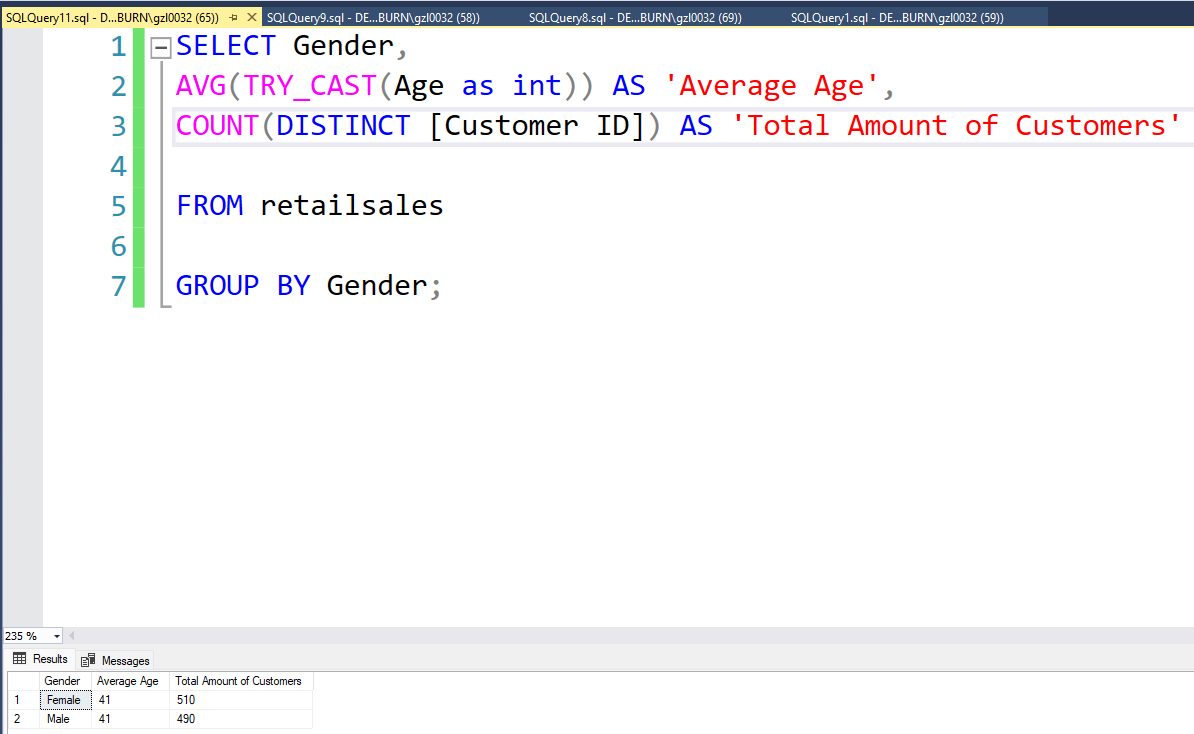 SQLQuery11.sql - D...BURN\gzl0032 (65)) SQLQuery9.sql - DE...BURN\gzl0032 (58)) SQLQuery8.sql - DE...BURN\gzl0032 (69)) SQLQuery1.sql - DE...BURN\gzl0032 (59))
1 SELECT Gender,
2 AVG(TRY_CAST(Age as int)) AS 'Average Age',
3 COUNT(DISTINCT [Customer ID]) AS 'Total Amount of Customers'
4
5 FROM retailsales
6
7 GROUP BY Gender;
235 %
Results Messages
Gender Average Age Total Amount of Customers
1 Female 41 510
2 Male 41 490